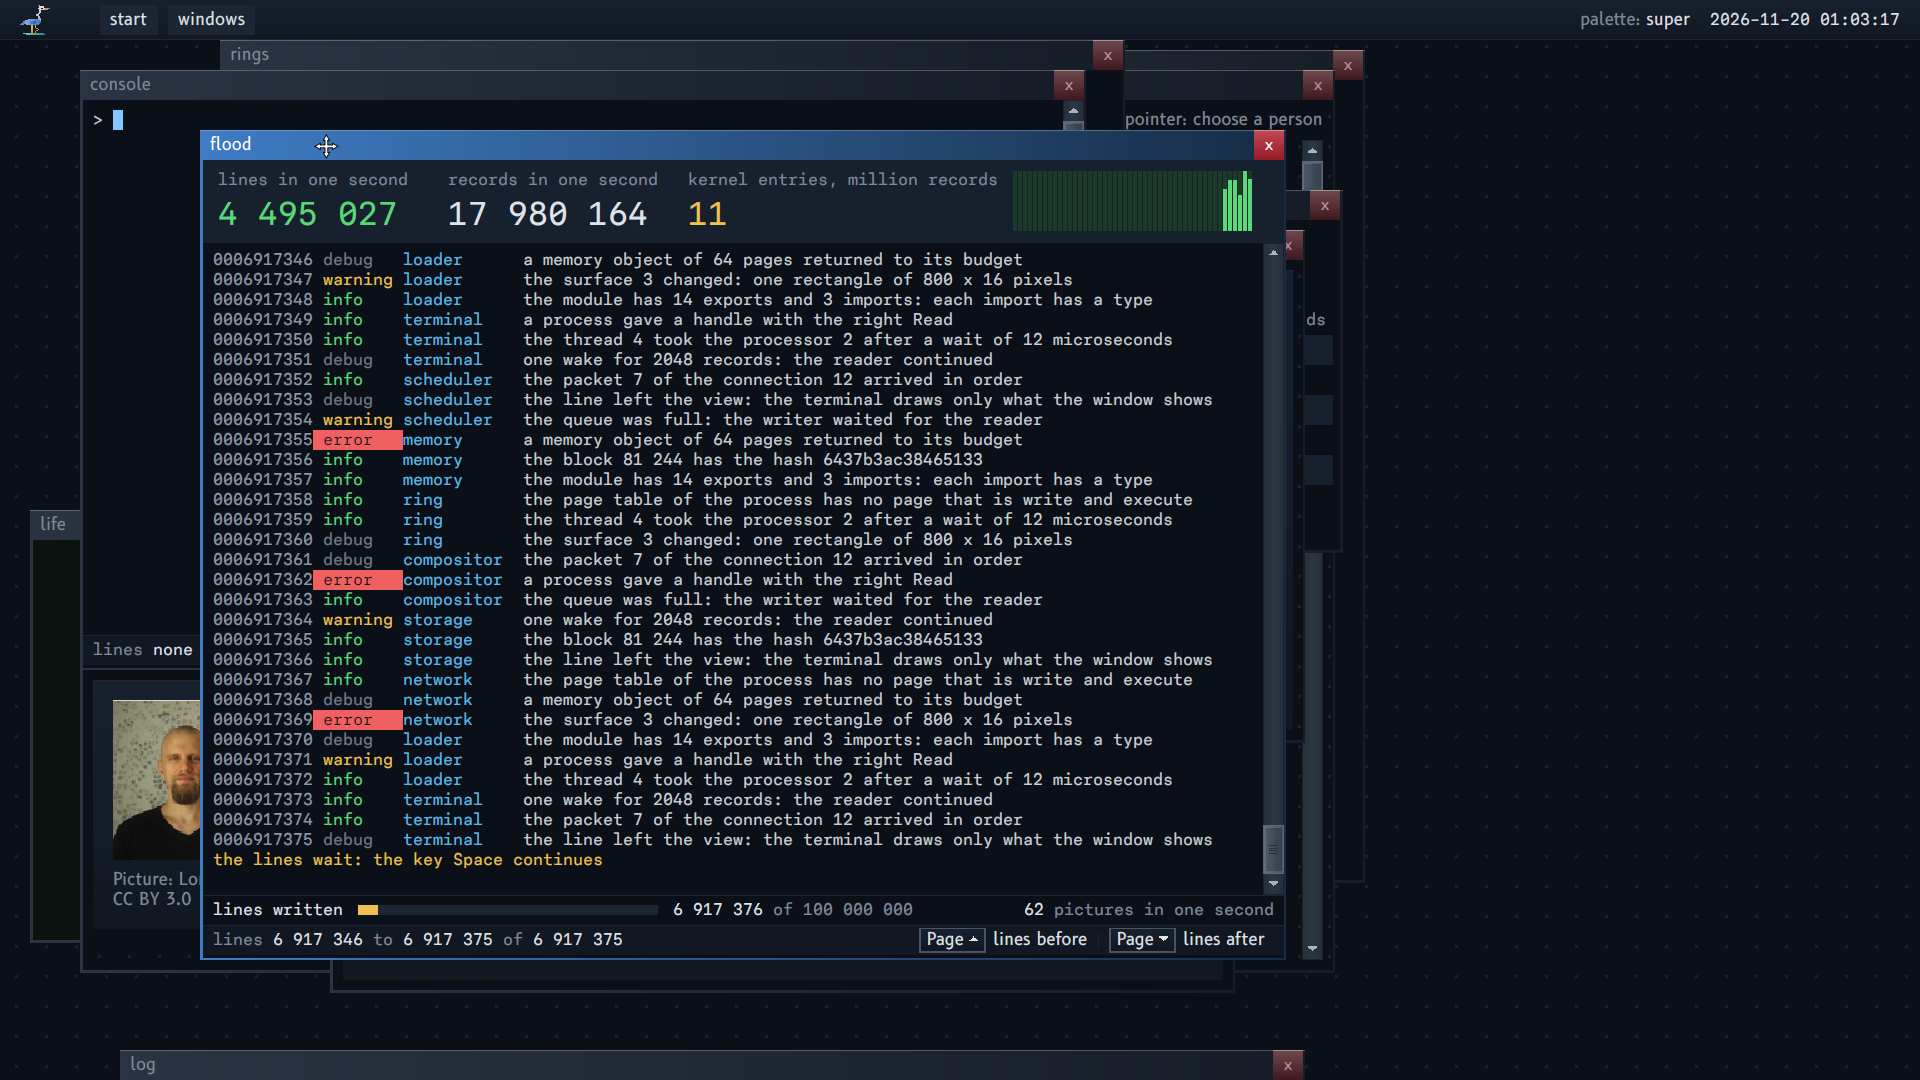 start windows palette: super 2026-11-20 01:03:17
rings x
x
console x
x
> 
pointer: choose a person
flood x
lines in one second records in one second kernel entries, million records
4 495 027 17 980 164 11
x
x
ds
0006917346 debug loader a memory object of 64 pages returned to its budget
0006917347 warning loader the surface 3 changed: one rectangle of 800 x 16 pixels
0006917348 info loader the module has 14 exports and 3 imports: each import has a type
0006917349 info terminal a process gave a handle with the right Read
0006917350 info terminal the thread 4 took the processor 2 after a wait of 12 microseconds
0006917351 debug terminal one wake for 2048 records: the reader continued
0006917352 info scheduler the packet 7 of the connection 12 arrived in order
0006917353 debug scheduler the line left the view: the terminal draws only what the window shows
0006917354 warning scheduler the queue was full: the writer waited for the reader
0006917355 error memory a memory object of 64 pages returned to its budget
0006917356 info memory the block 81 244 has the hash 6437b3ac38465133
0006917357 info memory the module has 14 exports and 3 imports: each import has a type
0006917358 info ring the page table of the process has no page that is write and execute
0006917359 info ring the thread 4 took the processor 2 after a wait of 12 microseconds
0006917360 debug ring the surface 3 changed: one rectangle of 800 x 16 pixels
0006917361 debug compositor the packet 7 of the connection 12 arrived in order
0006917362 error compositor a process gave a handle with the right Read
0006917363 info compositor the queue was full: the writer waited for the reader
0006917364 warning storage one wake for 2048 records: the reader continued
0006917365 info storage the block 81 244 has the hash 6437b3ac38465133
0006917366 info storage the line left the view: the terminal draws only what the window shows
0006917367 info network the page table of the process has no page that is write and execute
0006917368 debug network a memory object of 64 pages returned to its budget
0006917369 error network the surface 3 changed: one rectangle of 800 x 16 pixels
0006917370 debug loader the module has 14 exports and 3 imports: each import has a type
0006917371 warning loader a process gave a handle with the right Read
0006917372 info loader the thread 4 took the processor 2 after a wait of 12 microseconds
0006917373 info terminal one wake for 2048 records: the reader continued
0006917374 info terminal the packet 7 of the connection 12 arrived in order
0006917375 debug terminal the line left the view: the terminal draws only what the window shows
the lines wait: the key Space continues
lines written 6 917 376 of 100 000 000 62 pictures in one second
lines 6 917 346 to 6 917 375 of 6 917 375 Page lines before Page lines after
life
lines none
Picture: Lo
CC BY 3.0
log x